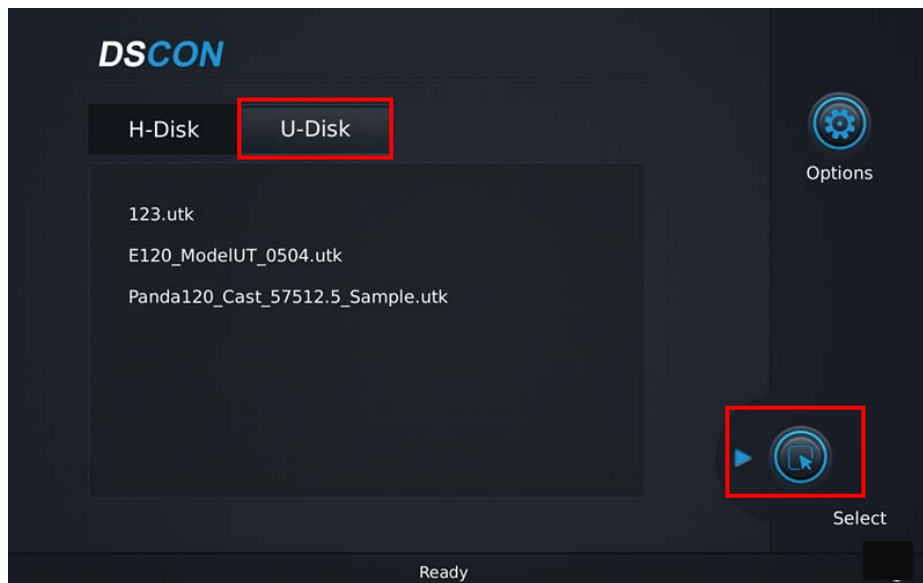 DSCON
H-Disk U-Disk
Options
123.utk
E120_ModelUT_0504.utk
Panda120_Cast_57512.5_Sample.utk
Select
Ready